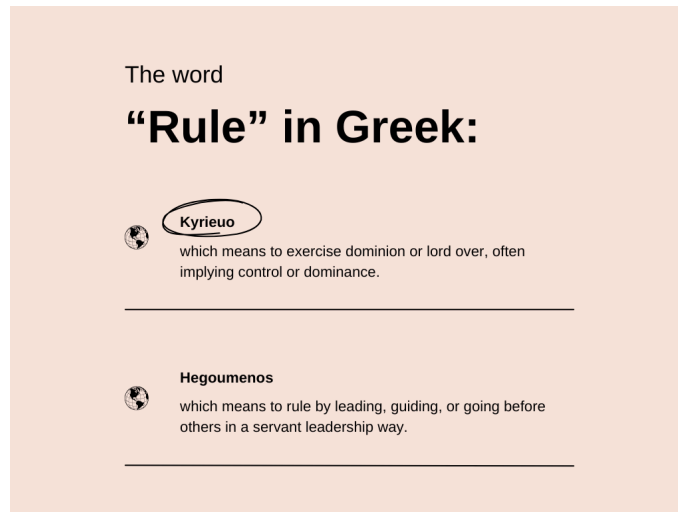 The word
“Rule” in Greek:
Kyrieuo
which means to exercise dominion or lord over, often
implying control or dominance.
Hegoumenos
which means to rule by leading, guiding, or going before
others in a servant leadership way.